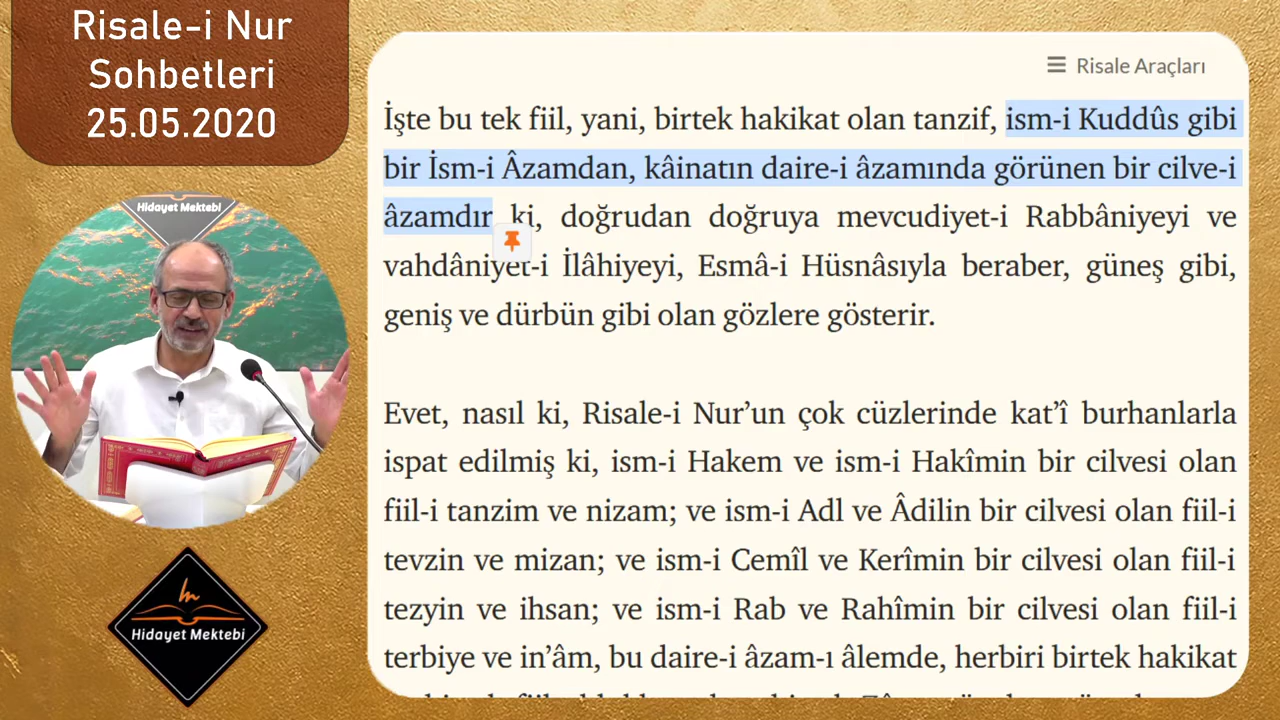 Risale-i Nur
Sohbetleri
25.05.2020
Hidayet Mektebi
Hidayet Mektebi
Risale Araçları
İşte bu tek fiil, yani, birtek hakikat olan tanzif, ism-i Kuddûs gibi
bir İsm-i Âzamdan, kâinatın daire-i âzamında görünen bir cilve-i
âzamdır ki, doğrudan doğruya mevcudiyet-i Rabbâniyeyi ve
vahdâniyet-i İlâhiyeyi, Esmâ-i Hüsnâsıyla beraber, güneş gibi,
geniş ve dürbün gibi olan gözlere gösterir.
Evet, nasıl ki, Risale-i Nur’un çok cüzlerinde kat’î burhanlarla
ispat edilmiş ki, ism-i Hakem ve ism-i Hakîmin bir cilvesi olan
fiil-i tanzim ve nizam; ve ism-i Adl ve Âdilin bir cilvesi olan fiil-i
tevzin ve mizan; ve ism-i Cemîl ve Kerîmin bir cilvesi olan fiil-i
tezyin ve ihsan; ve ism-i Rab ve Rahîmin bir cilvesi olan fiil-i
terbiye ve in’âm, bu daire-i âzam-ı âlemde, herbiri birtek hakikat